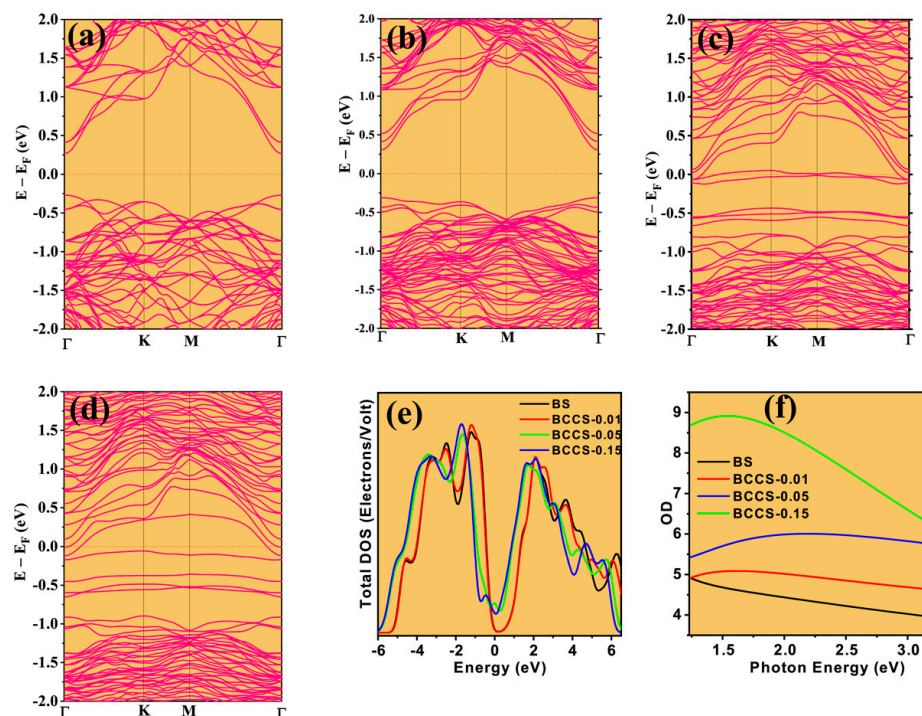 (a)
2.0
1.5
1.0
0.5
0.0
-0.5
-1.0
-1.5
-2.0
E − E_F (eV)
Γ K M Γ
(b)
2.0
1.5
1.0
0.5
0.0
-0.5
-1.0
-1.5
-2.0
E − E_F (eV)
Γ K M Γ
(c)
2.0
1.5
1.0
0.5
0.0
-0.5
-1.0
-1.5
-2.0
E − E_F (eV)
Γ K M Γ
(d)
2.0
1.5
1.0
0.5
0.0
-0.5
-1.0
-1.5
-2.0
E − E_F (eV)
Γ K M Γ
(e)
BS
BCCS-0.01
BCCS-0.05
BCCS-0.15
Total DOS (Electrons/Volt)
-6 -4 -2 0 2 4 6
Energy (eV)
(f)
9
8
7
6
5
4
OD
BS
BCCS-0.01
BCCS-0.05
BCCS-0.15
1.5 2.0 2.5 3.0
Photon Energy (eV)